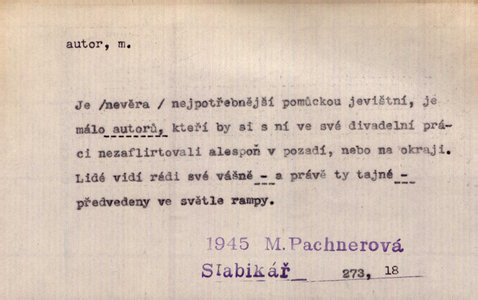 autor, m.
Je /nevěra / nejpotřebnější pomůckou jevištní, je
málo autorů, kteří by si s ní ve své divadelní prá-
ci nezaflirtovali alespoň v pozadí, nebo na okraji.
Lidé vidí rádi své vášně - a právě ty tajné -
předvedeny ve světle rampy.
1945 M.Pachnerová
Slabikář 273, 18